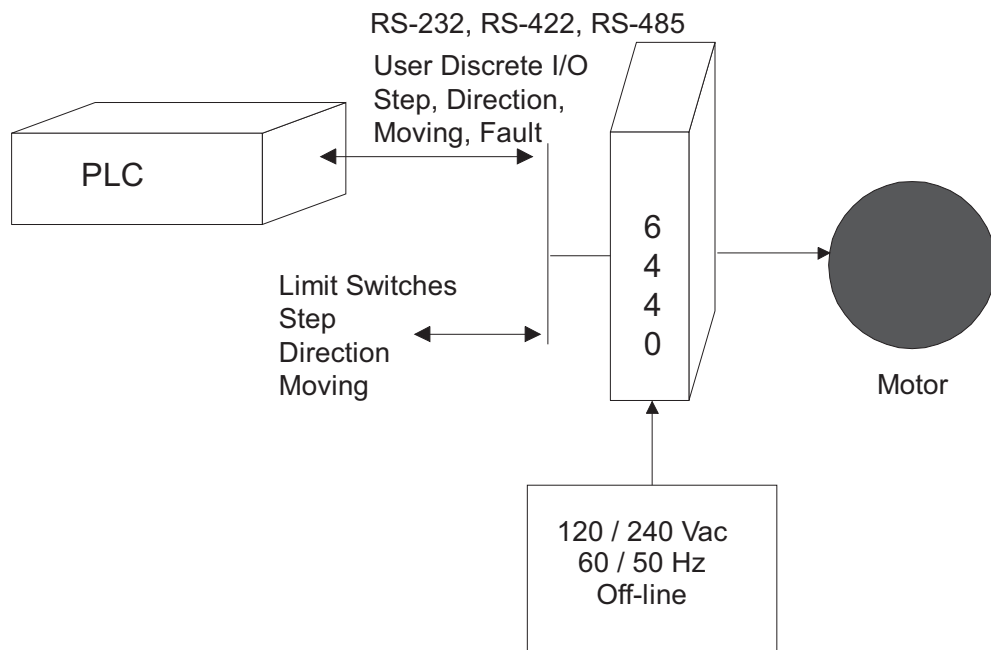 RS-232, RS-422, RS-485
User Discrete I/O
Step, Direction,
Moving, Fault
PLC
6
4
4
0
Limit Switches
Step
Direction
Moving
Motor
120 / 240 Vac
60 / 50 Hz
Off-line